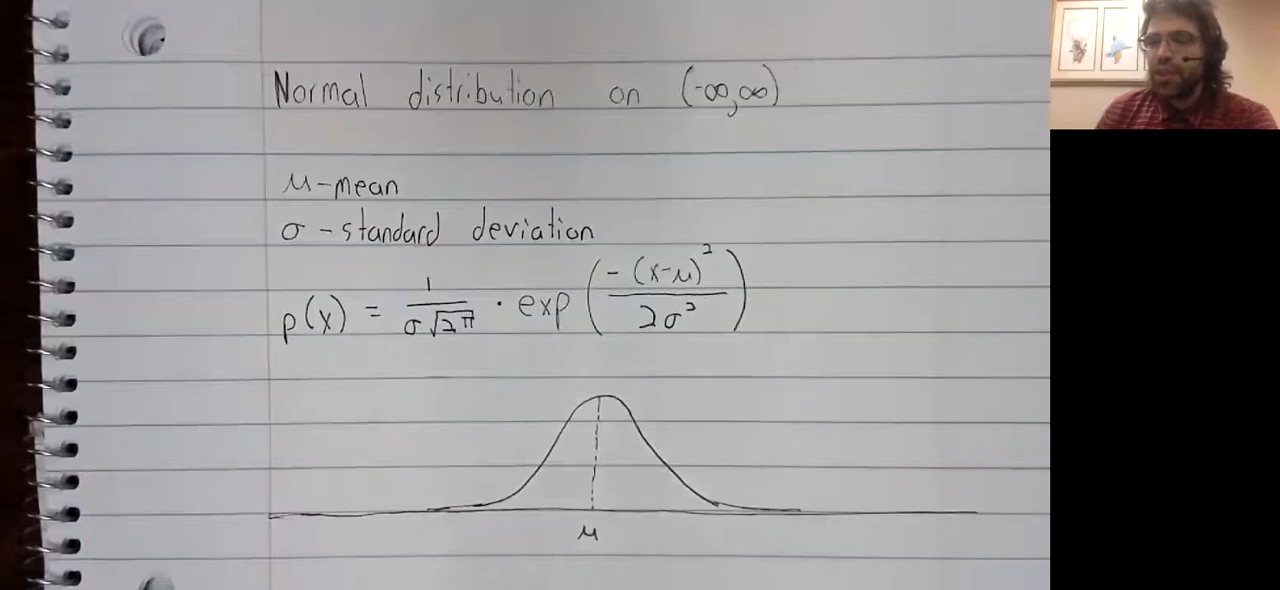 Normal distribution on (-∞,∞)
μ-mean
σ-standard deviation
p(x) = 1/(σ√2π) · exp(-(x-μ)²/2σ²)
μ